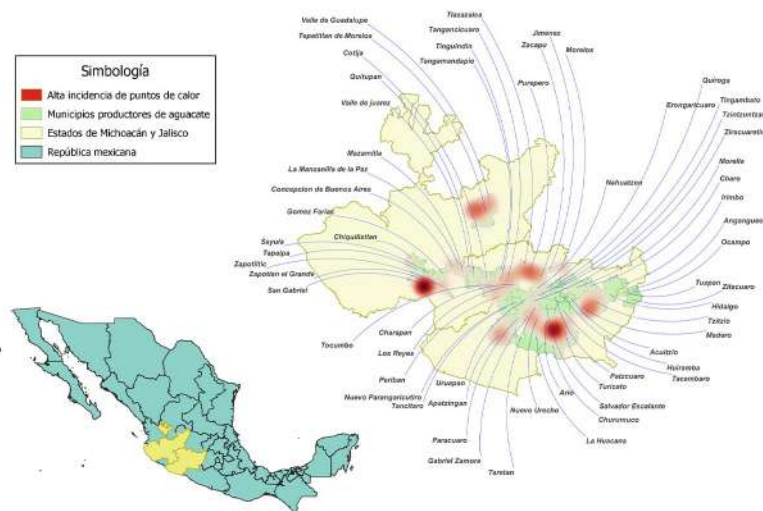 Simbología
Alta incidencia de puntos de calor
Municipios productores de aguacate
Estados de Michoacán y Jalisco
República mexicana
Valle de Guadalupe
Tepatitlan de Morelos
Cotija
Quitupan
Valle de juarez
Mazamitla
La Manzanilla de la Paz
Concepcion de Buenos Aires
Gomez Farias
Chiquilistlan
Sayula
Tapalpa
Zapotiltic
Zapotlan el Grande
San Gabriel
Tocumbo
Tlazazalca
Tangancicuaro
Tinguindin
Tangamandapio
Jimenez
Zacapu
Morelos
Purepero
Quiroga
Erongaricuaro
Tingambato
Tzintzuntzan
Ziracuaretiro
Nehuatzen
Morelia
Charo
Irimbo
Angangueo
Ocampo
Tuxpan
Zitacuaro
Hidalgo
Tzitzio
Madero
Acuitzio
Huiramba
Tacambaro
Charapan
Los Reyes
Periban
Uruapan
Nuevo Parangaricutiro
Tancitaro
Apatzingan
Paracuaro
Gabriel Zamora
Taretan
Nuevo Urecho
Ario
Patzcuaro
Turicato
Salvador Escalante
Churumuco
La Huacana